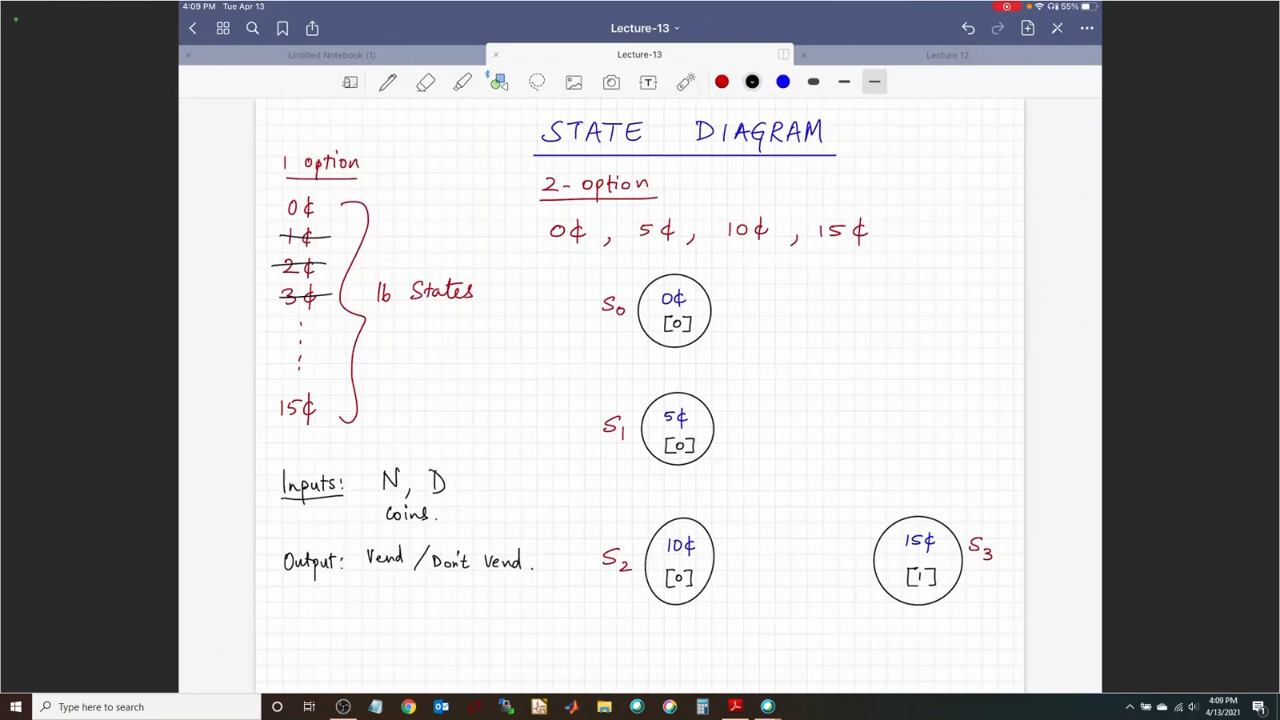 4:09 PM Tue Apr 13
55%
Lecture-13
Untitled Notebook (1)
Lecture-13
Lecture 12
T
STATE DIAGRAM
1 option
2-option
0¢
0¢ , 5¢ , 10¢ , 15¢
1¢
2¢
3¢
16 States
15¢
S0 0¢
[0]
S1 5¢
[0]
Inputs: N, D
coins.
Output: Vend / Don't Vend.
S2 10¢
[0]
15¢ S3
[1]
Type here to search
4:09 PM
4/13/2021
1